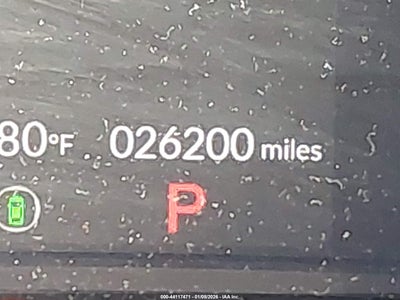 80°F 026200 miles
P
000-44117471 - 01/09/2026 - IAA Inc.